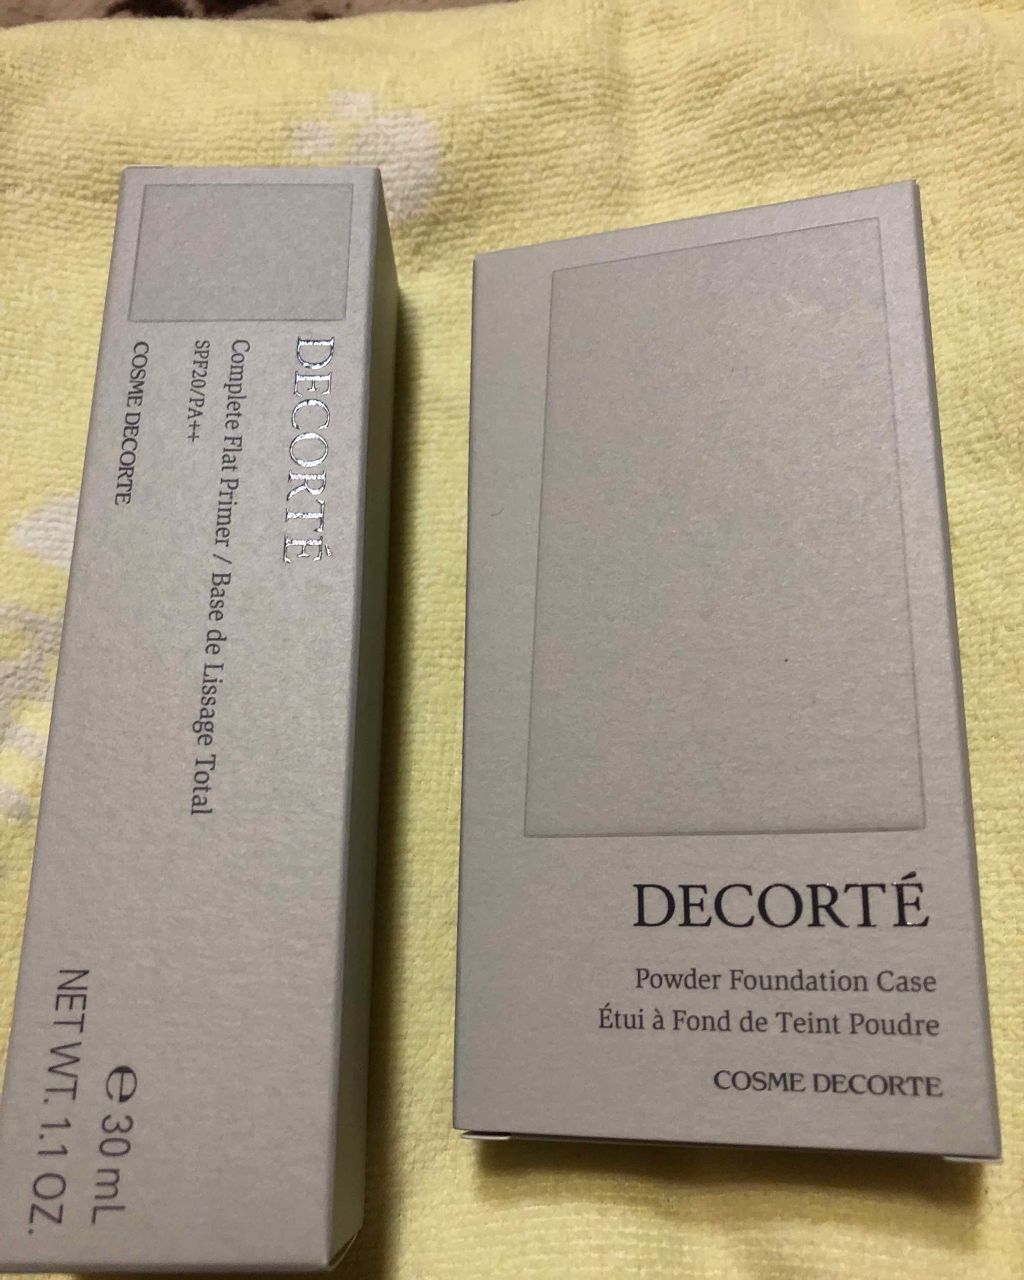 DECORTÉ
Complete Flat Primer / Base de Lissage Total
SPF20/PA++
COSME DECORTE
e 30 mL
NET WT. 1.1 OZ.
DECORTÉ
Powder Foundation Case
Étui à Fond de Teint Poudre
COSME DECORTE